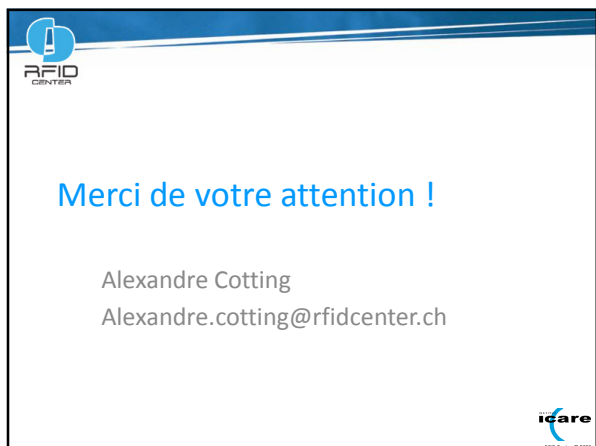 RFID
CENTER
Merci de votre attention !
Alexandre Cotting
Alexandre.cotting@rfidcenter.ch
icare